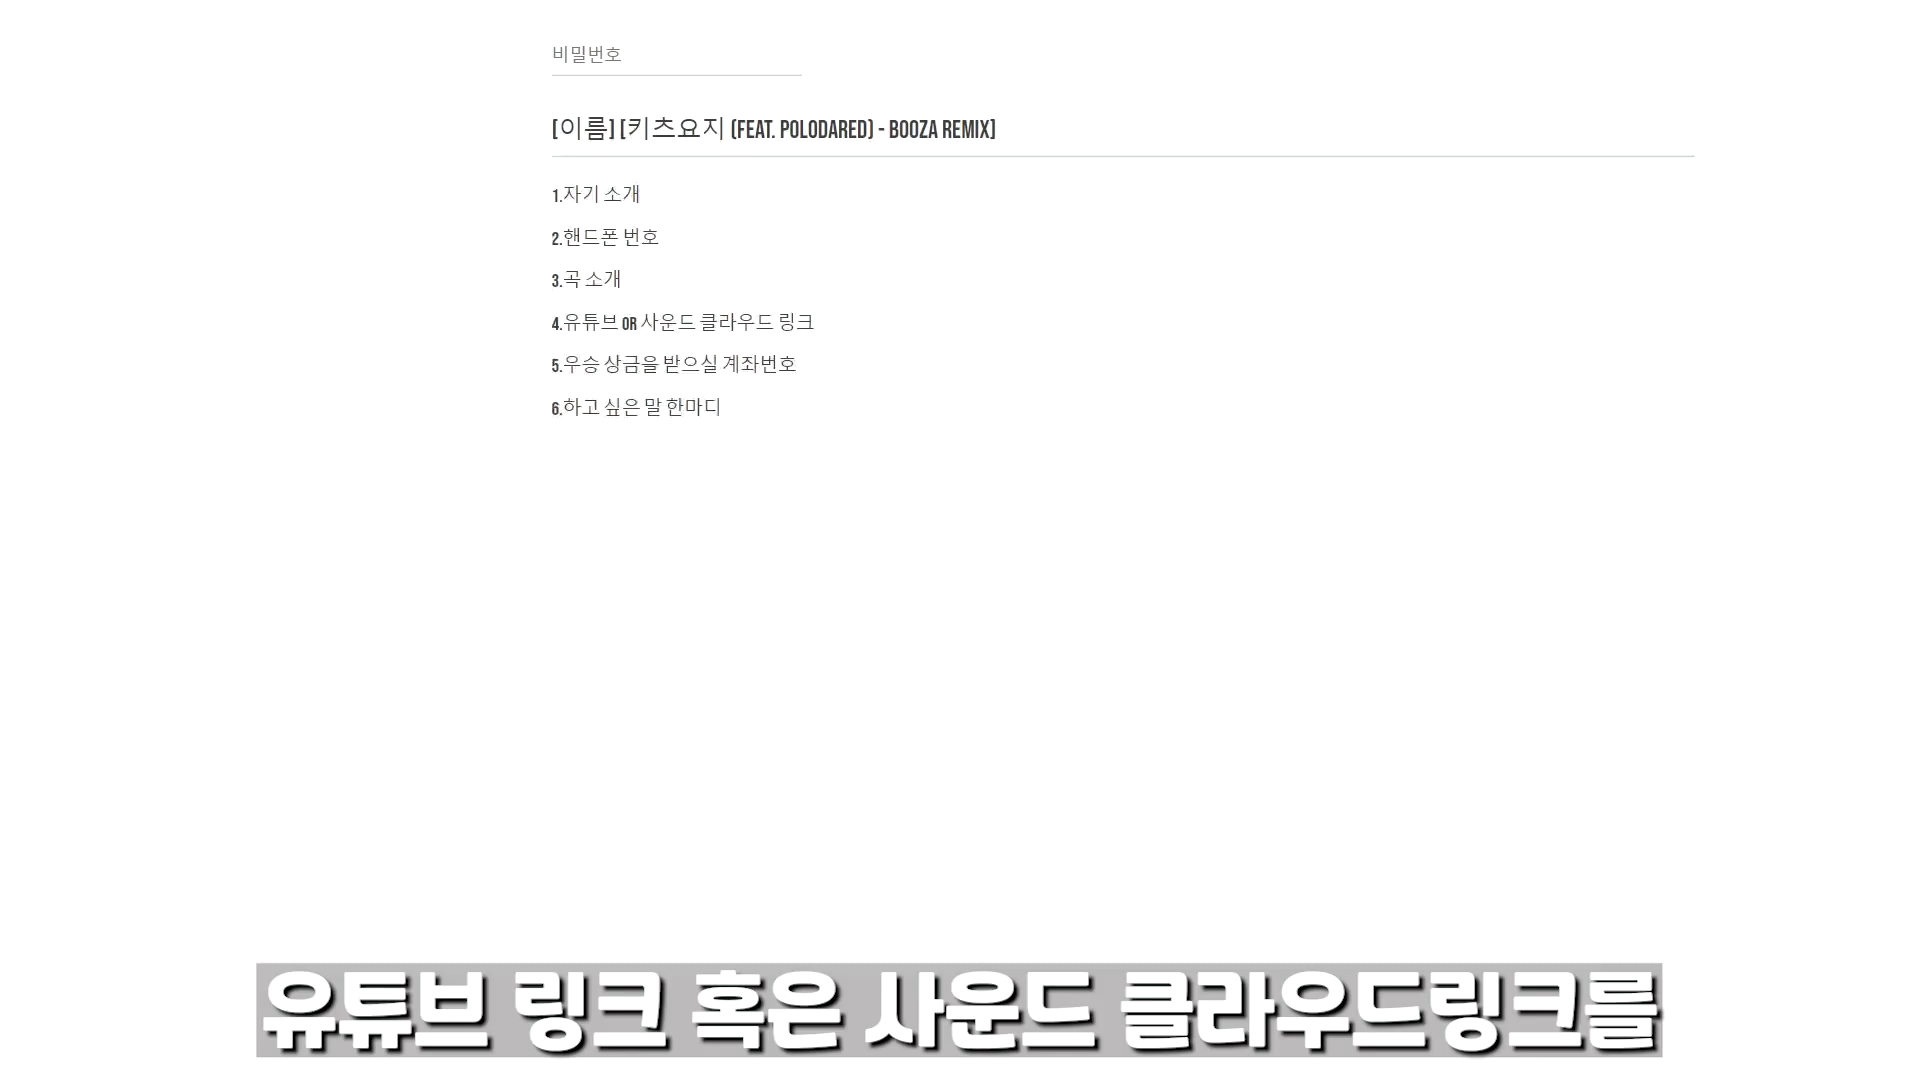 비밀번호
[이름] [키츠요지 (FEAT. POLODARED) - BOOZA REMIX]
1.자기 소개
2.핸드폰 번호
3.곡 소개
4.유튜브 OR 사운드 클라우드 링크
5.우승 상금을 받으실 계좌번호
6.하고 싶은 말 한마디
유튜브 링크 혹은 사운드 클라우드링크를